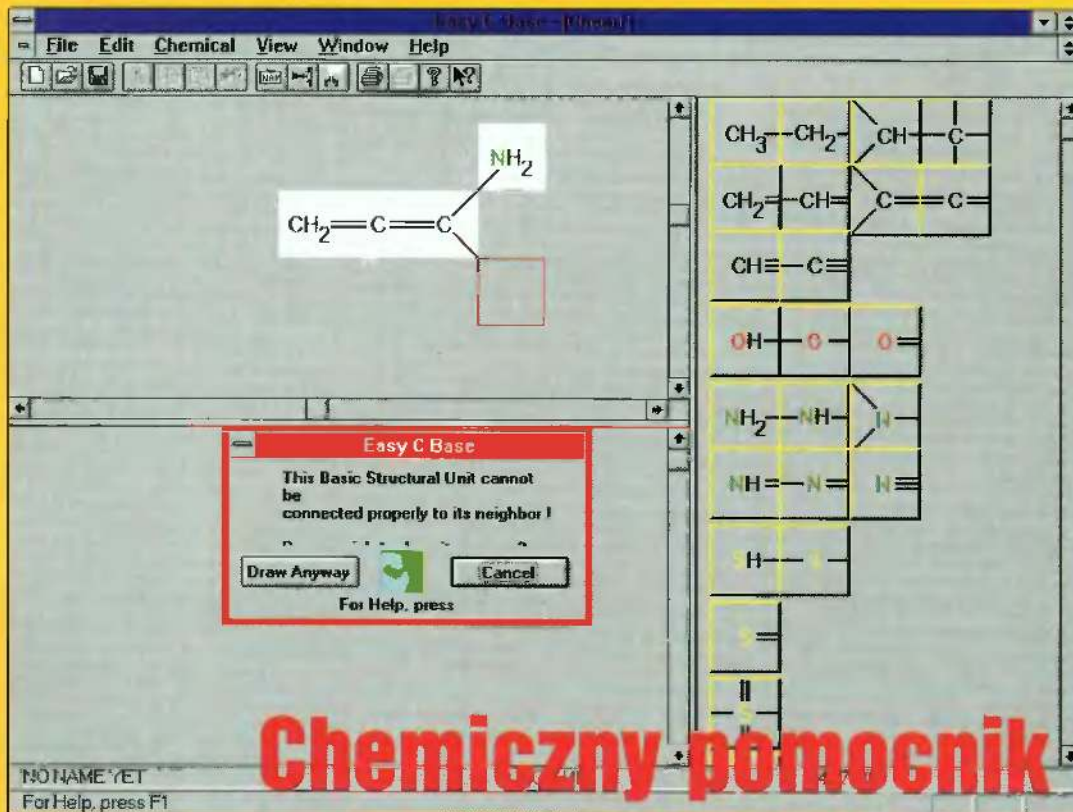 Easy C Base - [Chem1]
File Edit Chemical View Window Help
NH2
CH2 C C
CH3 CH2 CH C
CH2 CH C C
CH C
OH O O
NH2 NH N
NH N N
SH S
S
S
Easy C Base
This Basic Structural Unit cannot
be
connected properly to its neighbor !
Draw Anyway Cancel
For Help, press
Chemiczny pomocnik
NO NAME YET
For Help, press F1